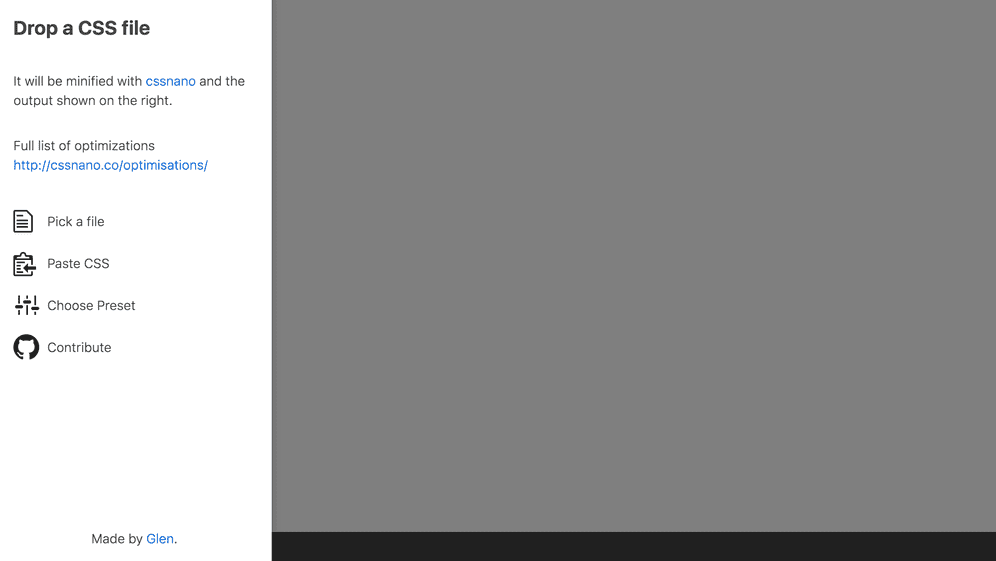 Drop a CSS file
It will be minified with cssnano and the
output shown on the right.
Full list of optimizations
http://cssnano.co/optimisations/
Pick a file
Paste CSS
Choose Preset
Contribute
Made by Glen.